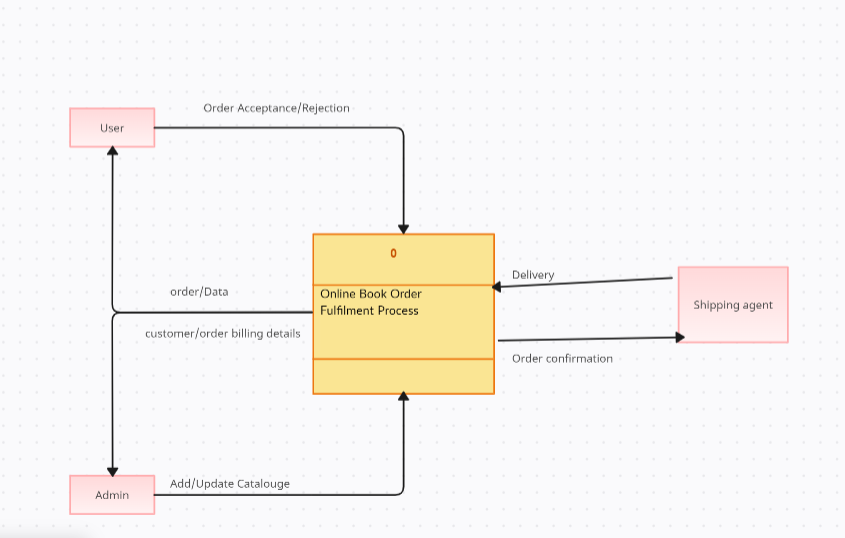 Order Acceptance/Rejection
User
0
Delivery
order/Data
Online Book Order
Fulfilment Process
Shipping agent
customer/order billing details
Order confirmation
Add/Update Catalouge
Admin